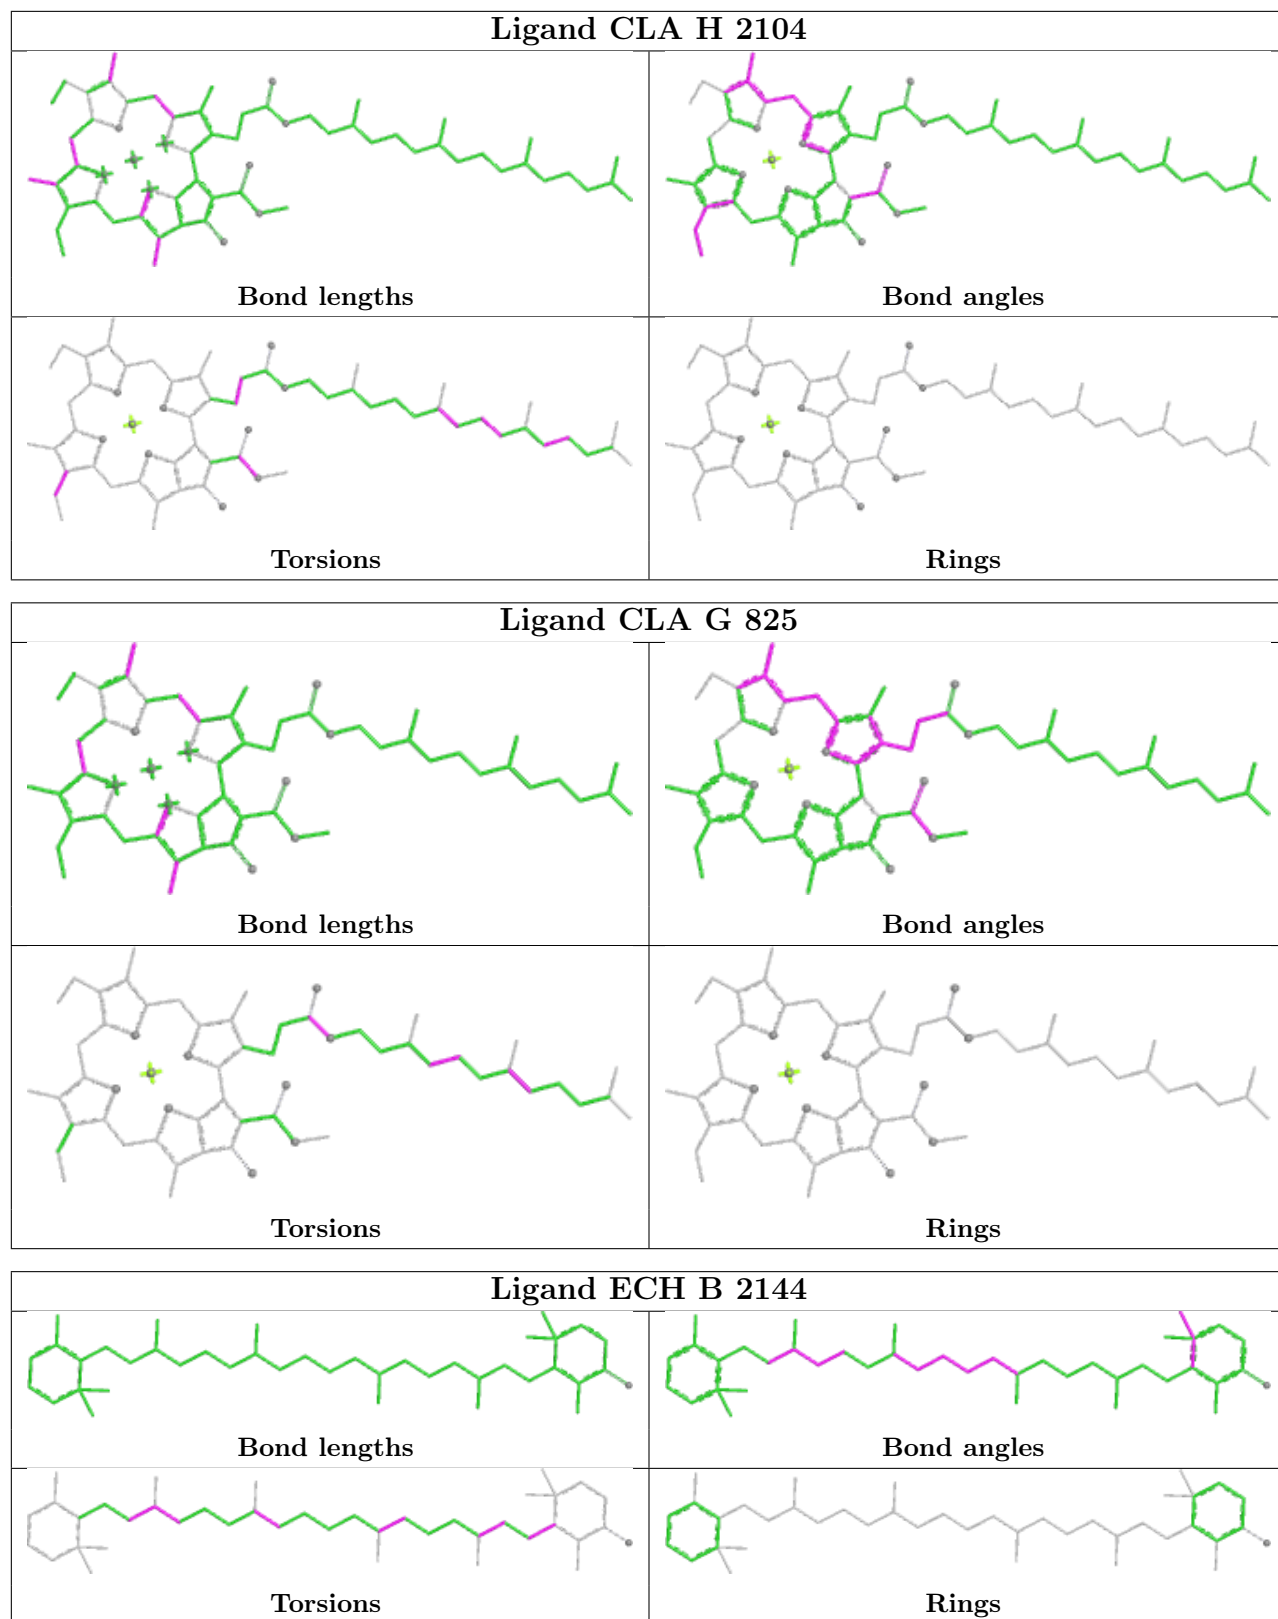 Ligand CLA H 2104
Bond lengths
Bond angles
Torsions
Rings
Ligand CLA G 825
Bond lengths
Bond angles
Torsions
Rings
Ligand ECH B 2144
Bond lengths
Bond angles
Torsions
Rings